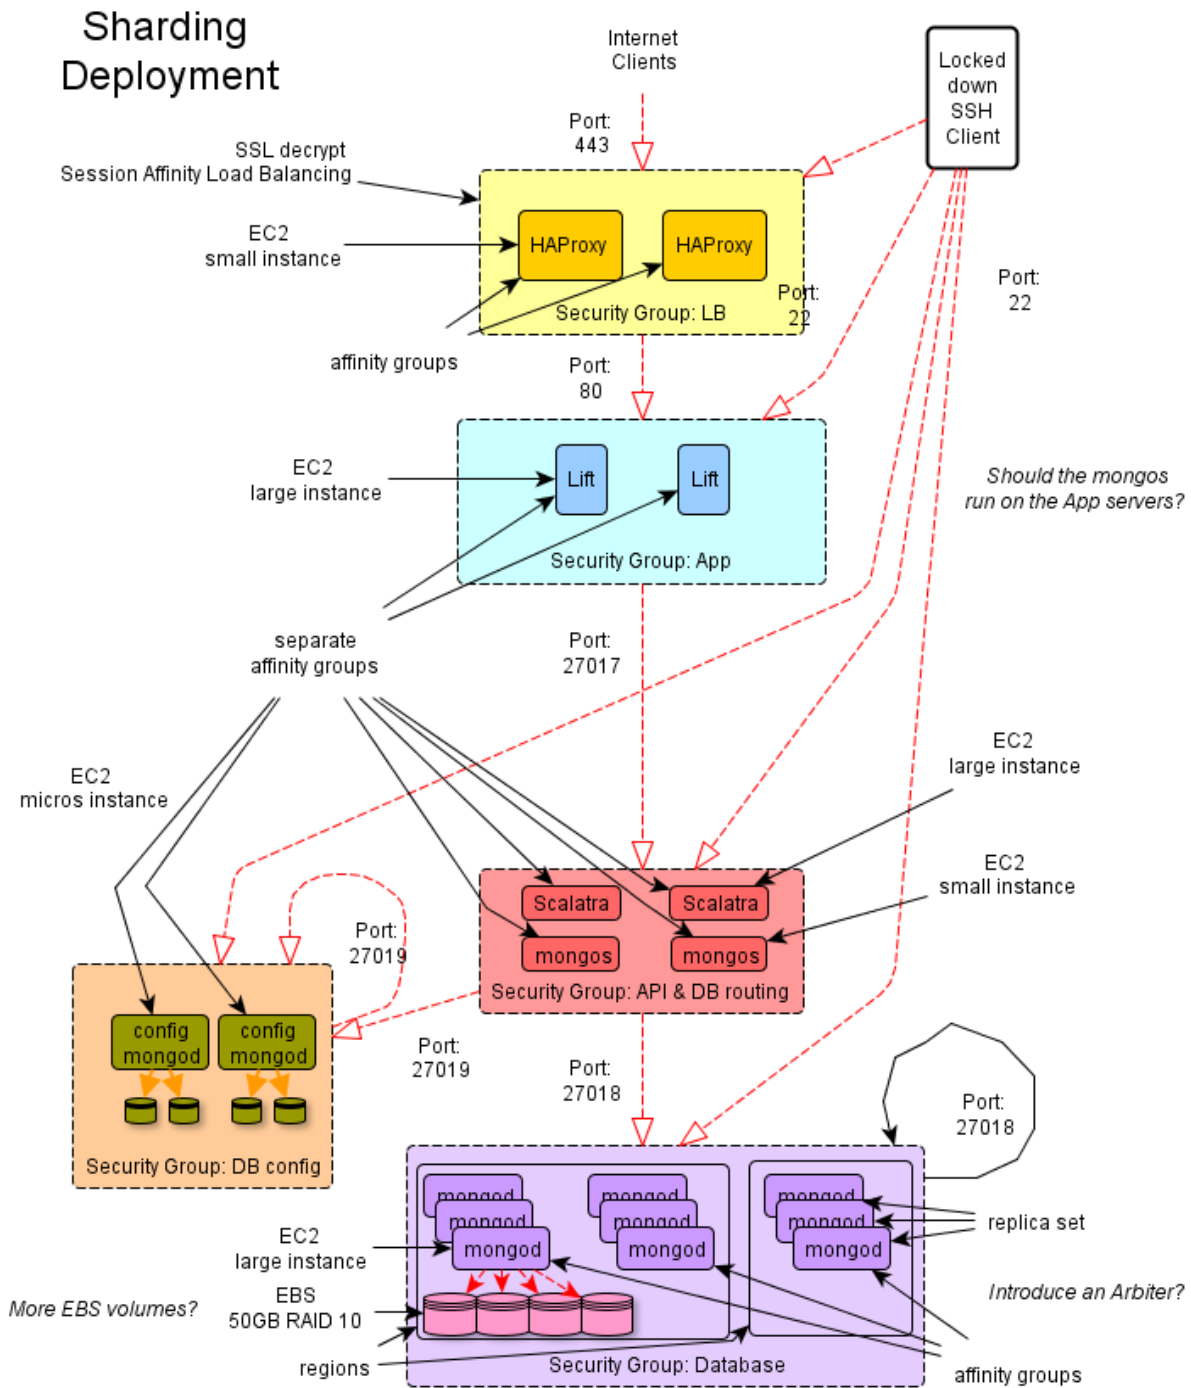 Sharding
Deployment
Internet
Clients
Locked
down
SSH
Client
Port:
443
SSL decrypt
Session Affinity Load Balancing
HAProxy
HAProxy
EC2
small instance
Port:
22
Port:
22
Security Group: LB
affinity groups
Port:
80
EC2
large instance
Lift
Lift
Should the mongos
run on the App servers?
Security Group: App
separate
affinity groups
Port:
27017
EC2
large instance
EC2
micros instance
EC2
small instance
Scalatra
Scalatra
Port:
27019
mongos
mongos
Security Group: API & DB routing
config
mongod
config
mongod
Port:
27019
Port:
27018
Port:
27018
Security Group: DB config
mongod
mongod
mongod
mongod
mongod
mongod
mongod
mongod
mongod
replica set
EC2
large instance
More EBS volumes?
EBS
50GB RAID 10
Introduce an Arbiter?
regions
Security Group: Database
affinity groups